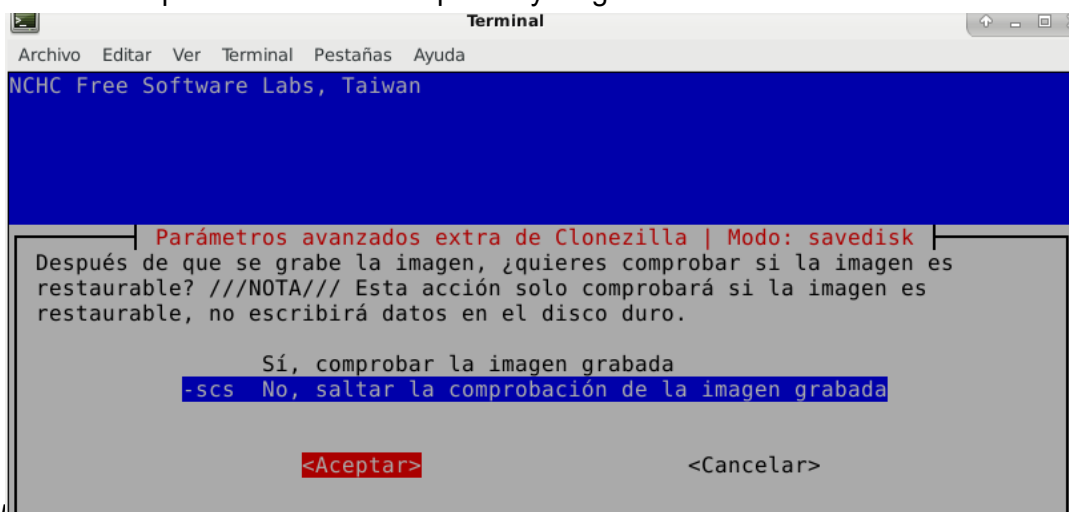 Terminal
Archivo Editar Ver Terminal Pestañas Ayuda
NCHC Free Software Labs, Taiwan
Parámetros avanzados extra de Clonezilla | Modo: savedisk
Después de que se grabe la imagen, ¿quieres comprobar si la imagen es
restaurable? ///NOTA/// Esta acción solo comprobará si la imagen es
restaurable, no escribirá datos en el disco duro.
Sí, comprobar la imagen grabada
-scs No, saltar la comprobación de la imagen grabada
<Aceptar> <Cancelar>